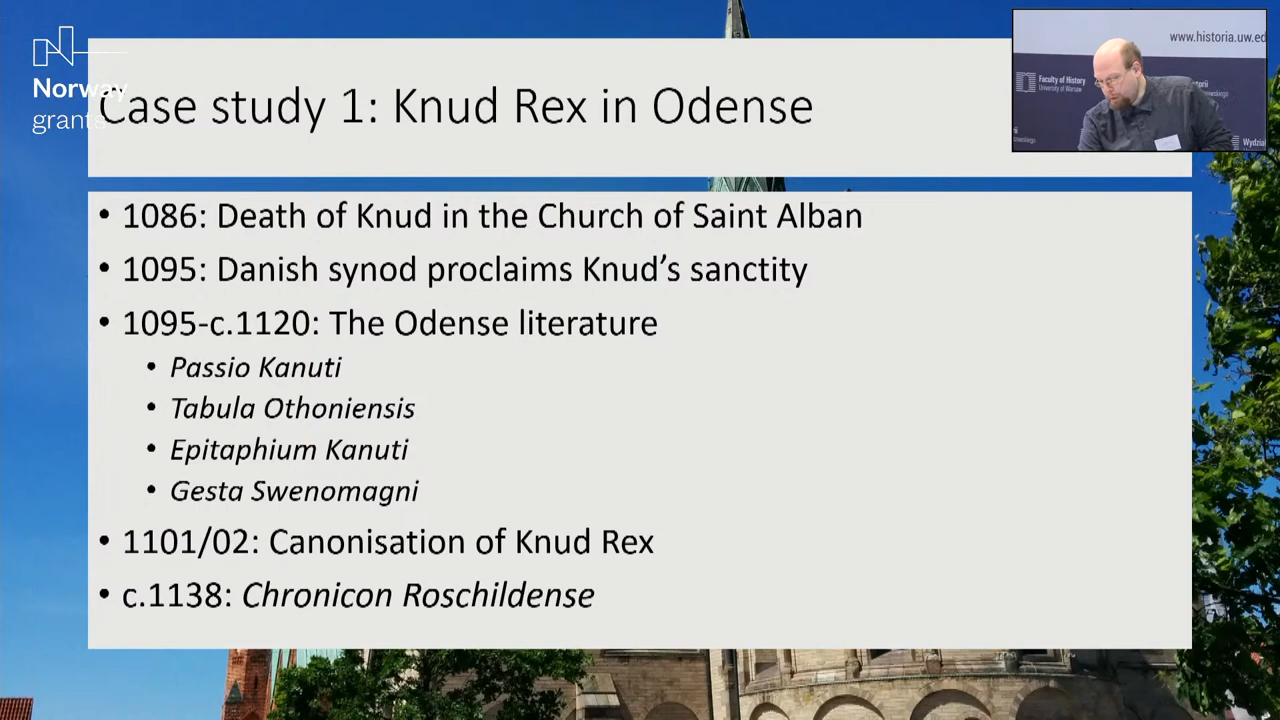 Norway
grants
Case study 1: Knud Rex in Odense
www.historia.uw.ed
Faculty of History
University of Warsaw
• 1086: Death of Knud in the Church of Saint Alban
• 1095: Danish synod proclaims Knud’s sanctity
• 1095-c.1120: The Odense literature
• Passio Kanuti
• Tabula Othoniensis
• Epitaphium Kanuti
• Gesta Swenomagni
• 1101/02: Canonisation of Knud Rex
• c.1138: Chronicon Roschildense